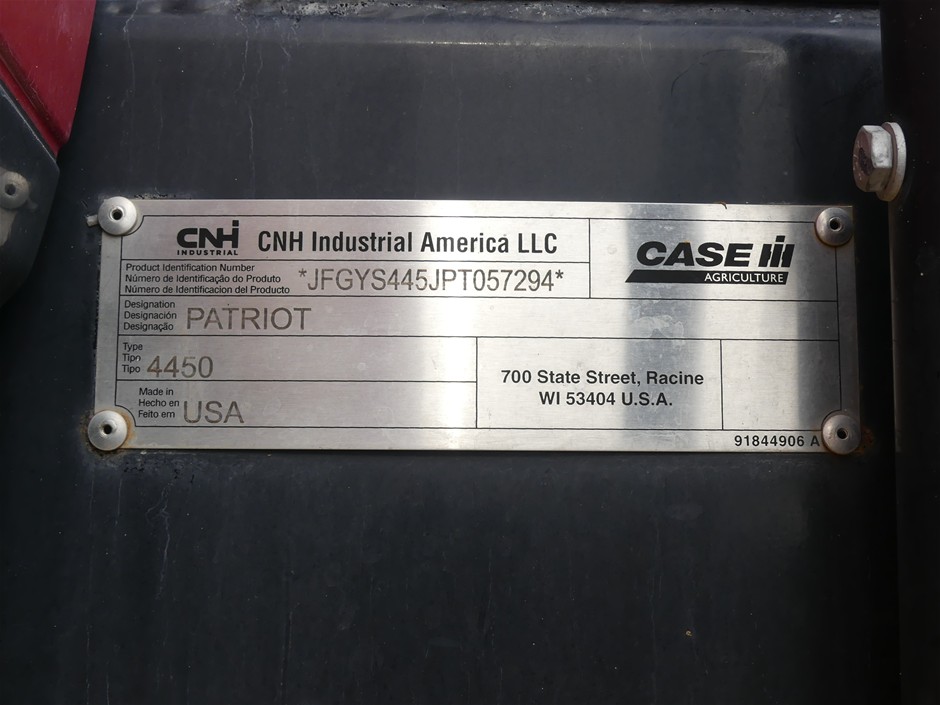 CNH
INDUSTRIAL
CNH Industrial America LLC
Product Identification Number
Número de Identificação do Produto
Número de Identificacion del Producto
*JFGYS445JPT057294*
CASE IH
AGRICULTURE
Designation
Designación
Designação
PATRIOT
Type
Tipo
Tipo
4450
Made in
Hecho en
Feito em
USA
700 State Street, Racine
WI 53404 U.S.A.
91844906 A